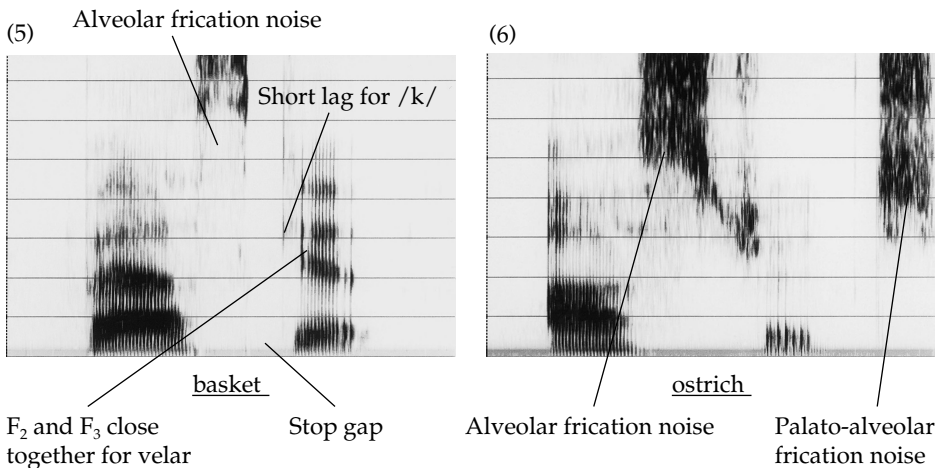 (5)
Alveolar frication noise
Short lag for /k/
basket
F₂ and F₃ close
together for velar
Stop gap
(6)
ostrich
Alveolar frication noise
Palato-alveolar
frication noise